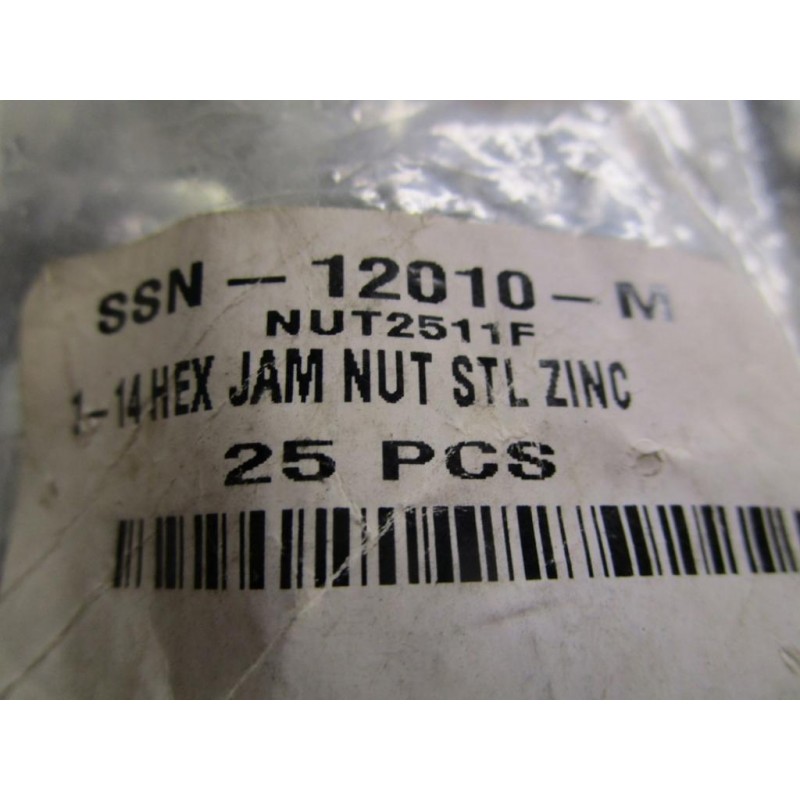 SSN-12010-M
NUT2511F
1-14 HEX JAM NUT STL ZINC
25 PCS